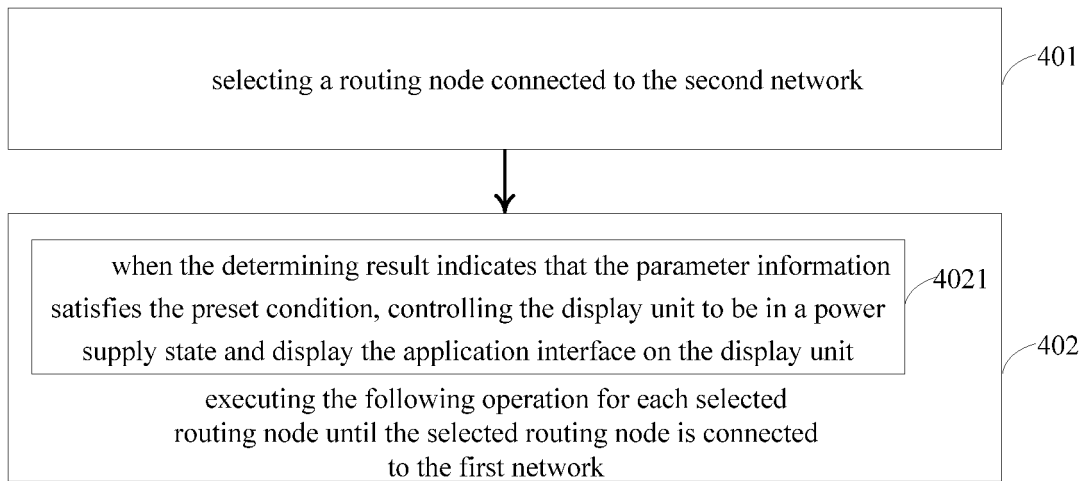 selecting a routing node connected to the second network
401
when the determining result indicates that the parameter information
satisfies the preset condition, controlling the display unit to be in a power
supply state and display the application interface on the display unit
4021
402
executing the following operation for each selected
routing node until the selected routing node is connected
to the first network